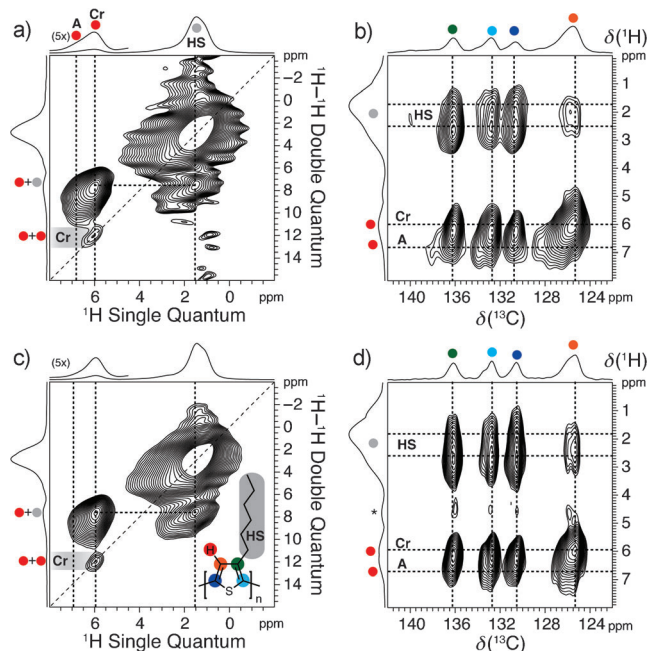 a)
(5x)
A
Cr
HS
ppm
−2
0
2
4
6
8
10
12
14
Cr
6
4
2
0
ppm
¹H Single Quantum
¹H–¹H Double Quantum
b)
δ(¹H)
ppm
1
2
3
4
5
6
7
HS
Cr
A
140
136
132
128
124
ppm
δ(¹³C)
c)
(5x)
ppm
−2
0
2
4
6
8
10
12
14
Cr
HS
H
S
n
6
4
2
0
ppm
¹H Single Quantum
¹H–¹H Double Quantum
d)
δ(¹H)
ppm
1
2
3
4
5
6
7
HS
*
Cr
A
140
136
132
128
124
ppm
δ(¹³C)